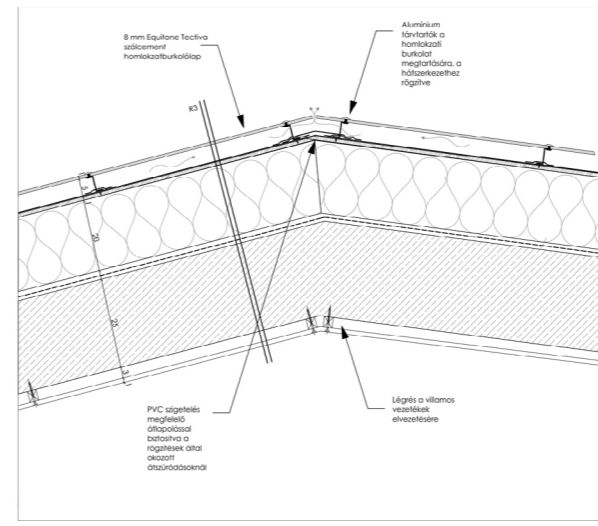 8 mm Equitone Tectiva
szálcement
homlokzatburkolólap
Alumínium
tárvtartók a
homlokzati
burkolat
megtartására, a
hátszerkezethez
rögzítve
R3
5
20
25
3
PVC szigetelés
megfelelő
átlapolással
biztosítva a
rögzítések által
okozott
átszúródásoknál
Légrés a villamos
vezetékek
elvezetésére